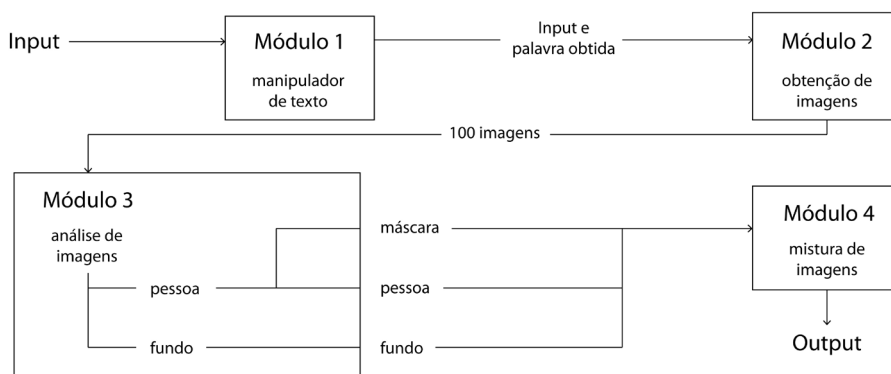 Input
Módulo 1
manipulador
de texto
Input e
palavra obtida
Módulo 2
obtenção de
imagens
100 imagens
Módulo 3
análise de
imagens
pessoa
fundo
máscara
pessoa
fundo
Módulo 4
mistura de
imagens
Output